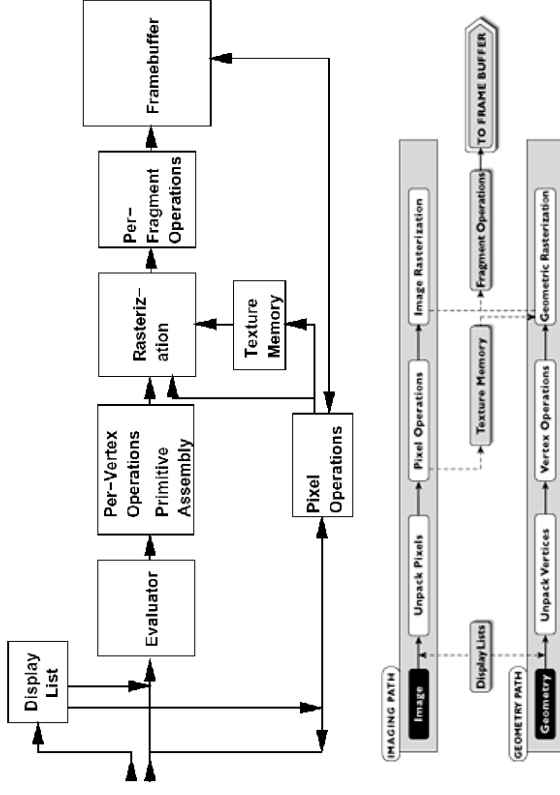 Display
List
Evaluator
Per-Vertex
Operations
Primitive
Assembly
Rasteriz-
ation
Per-
Fragment
Operations
Framebuffer
Texture
Memory
Pixel
Operations
IMAGING PATH
Image
Unpack Pixels
Pixel Operations
Image Rasterization
Display Lists
Texture Memory
Fragment Operations
TO FRAME BUFFER
GEOMETRY PATH
Geometry
Unpack Vertices
Vertex Operations
Geometric Rasterization